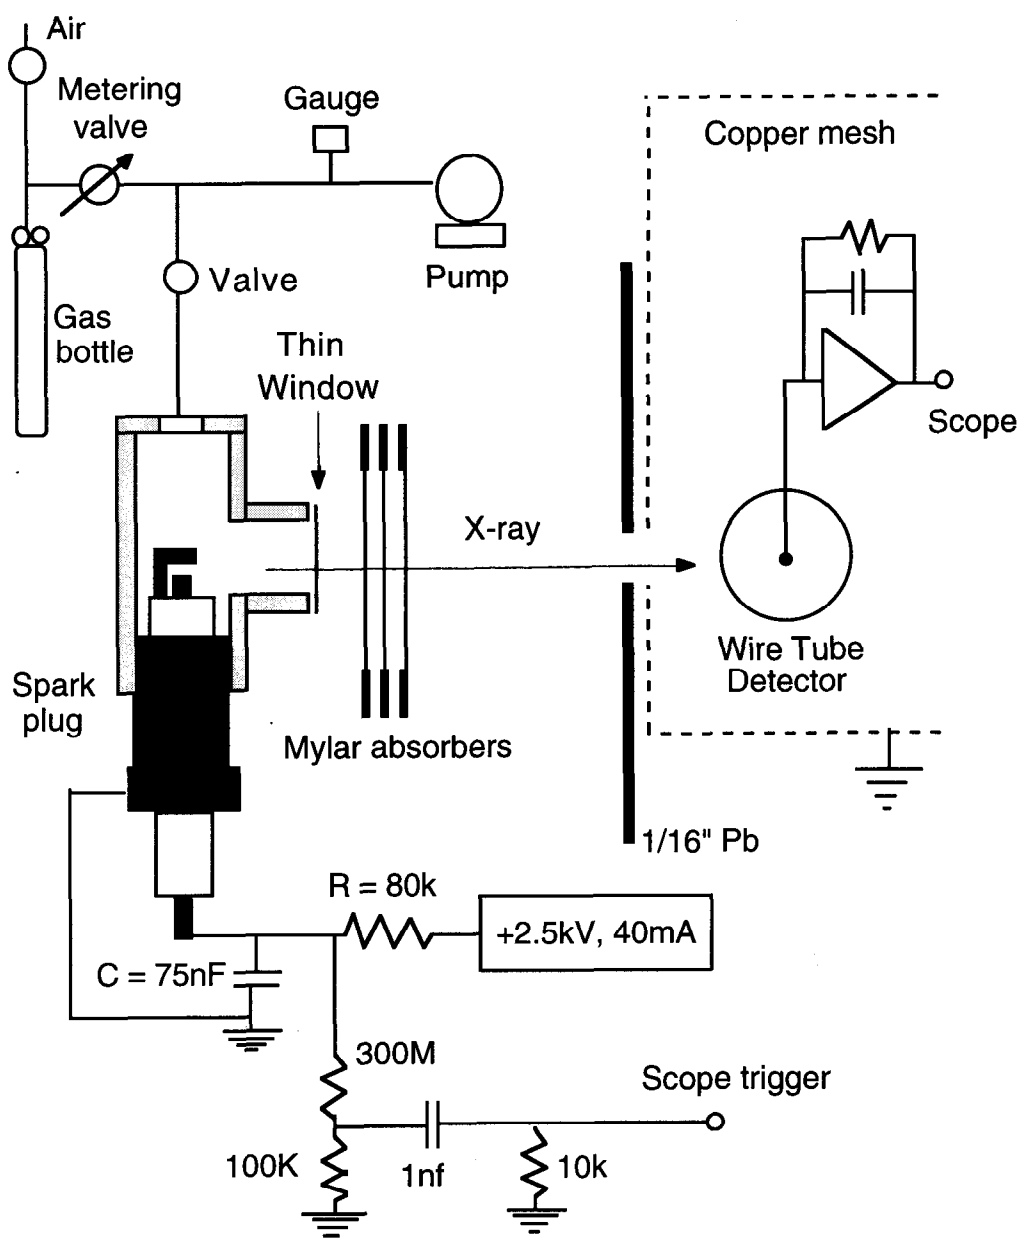 Air
Metering
valve
Gauge
Copper mesh
Pump
Valve
Gas
bottle
Thin
Window
Scope
X-ray
Wire Tube
Detector
Spark
plug
Mylar absorbers
1/16" Pb
R = 80k
+2.5kV, 40mA
C = 75nF
300M
Scope trigger
100K
1nf
10k